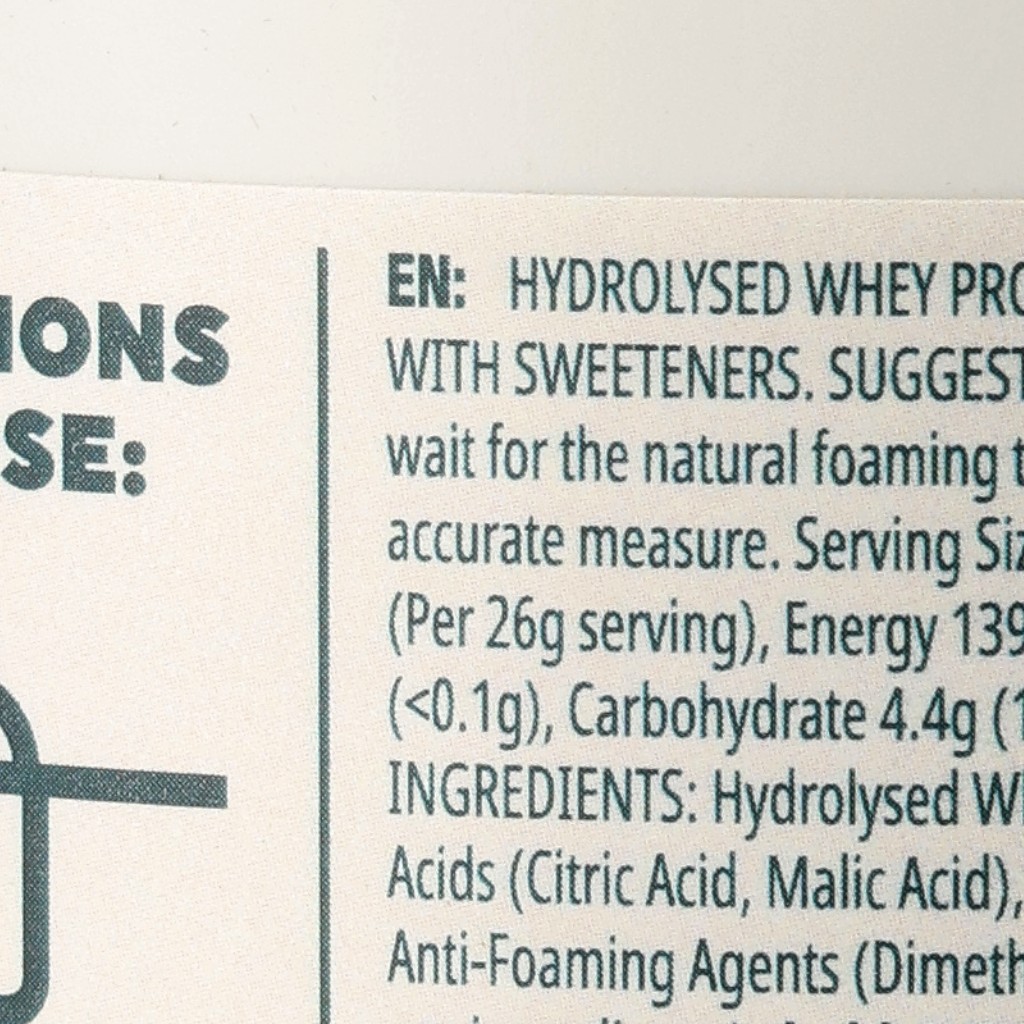 IONS
SE:
EN: HYDROLYSED WHEY PRO
WITH SWEETENERS. SUGGEST
wait for the natural foaming t
accurate measure. Serving Siz
(Per 26g serving), Energy 139
(<0.1g), Carbohydrate 4.4g (1
INGREDIENTS: Hydrolysed W
Acids (Citric Acid, Malic Acid),
Anti-Foaming Agents (Dimeth